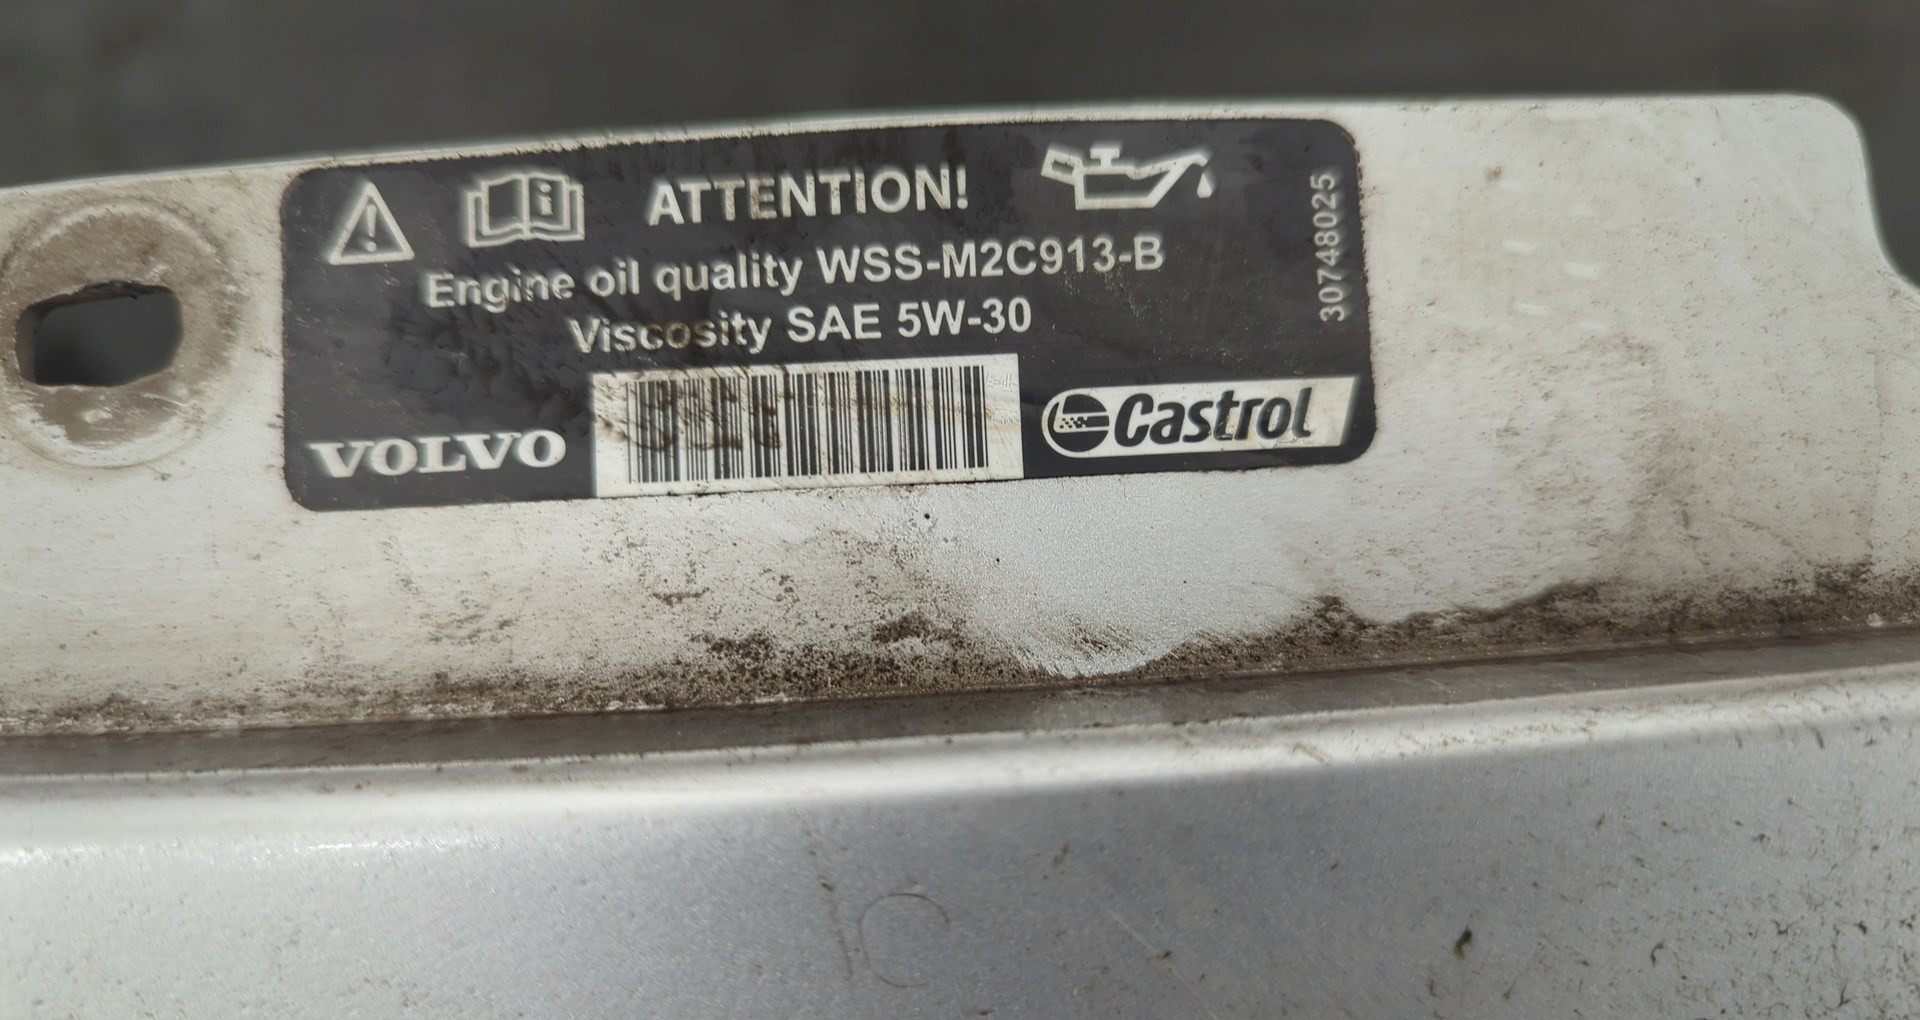 ATTENTION!
Engine oil quality WSS-M2C913-B
Viscosity SAE 5W-30
VOLVO
Castrol
30748025